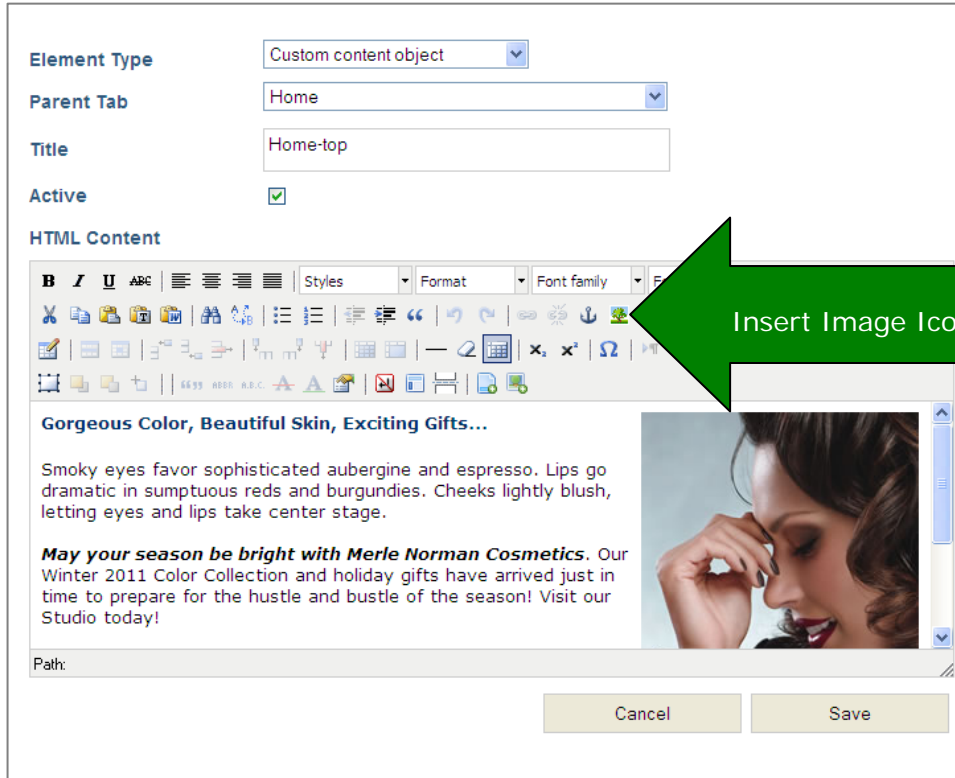 Element Type
Custom content object
Parent Tab
Home
Title
Home-top
Active
HTML Content
B I U ABC Styles Format Font family
Insert Image Ico
Gorgeous Color, Beautiful Skin, Exciting Gifts...
Smoky eyes favor sophisticated aubergine and espresso. Lips go
dramatic in sumptuous reds and burgundies. Cheeks lightly blush,
letting eyes and lips take center stage.
May your season be bright with Merle Norman Cosmetics. Our
Winter 2011 Color Collection and holiday gifts have arrived just in
time to prepare for the hustle and bustle of the season! Visit our
Studio today!
Path:
Cancel
Save